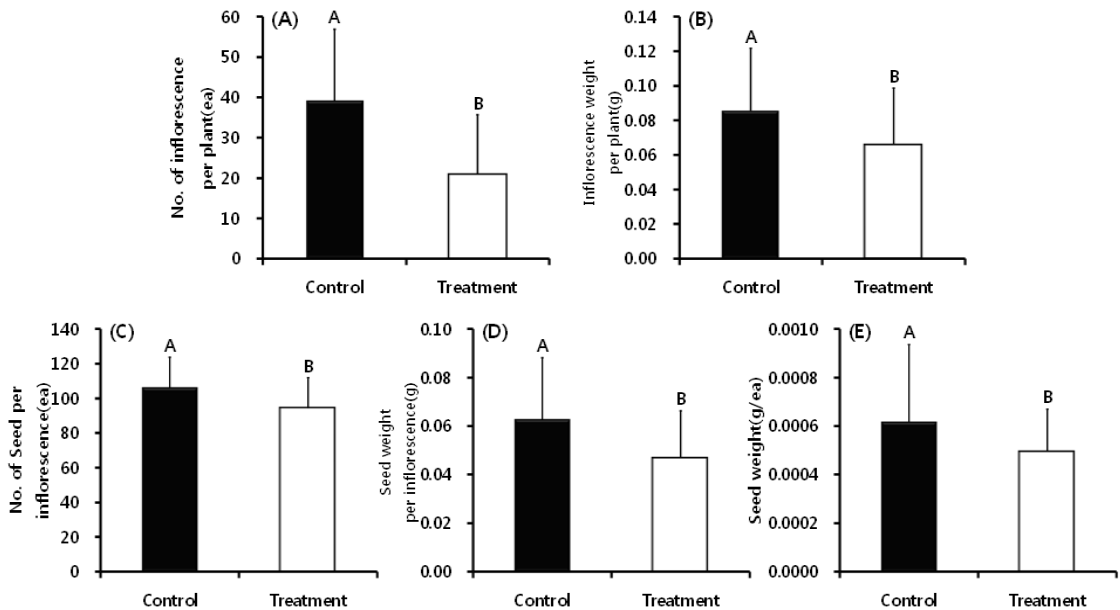 (A)
No. of inflorescence
per plant(ea)
60
50
40
30
20
10
0
A
B
Control
Treatment
(B)
Inflorescence weight
per plant(g)
0.14
0.12
0.10
0.08
0.06
0.04
0.02
0.00
A
B
Control
Treatment
(C)
No. of Seed per
inflorescence(ea)
140
120
100
80
60
40
20
0
A
B
Control
Treatment
(D)
Seed weight
per inflorescence(g)
0.10
0.08
0.06
0.04
0.02
0.00
A
B
Control
Treatment
(E)
Seed weight(g/ea)
0.0010
0.0008
0.0006
0.0004
0.0002
0.0000
A
B
Control
Treatment